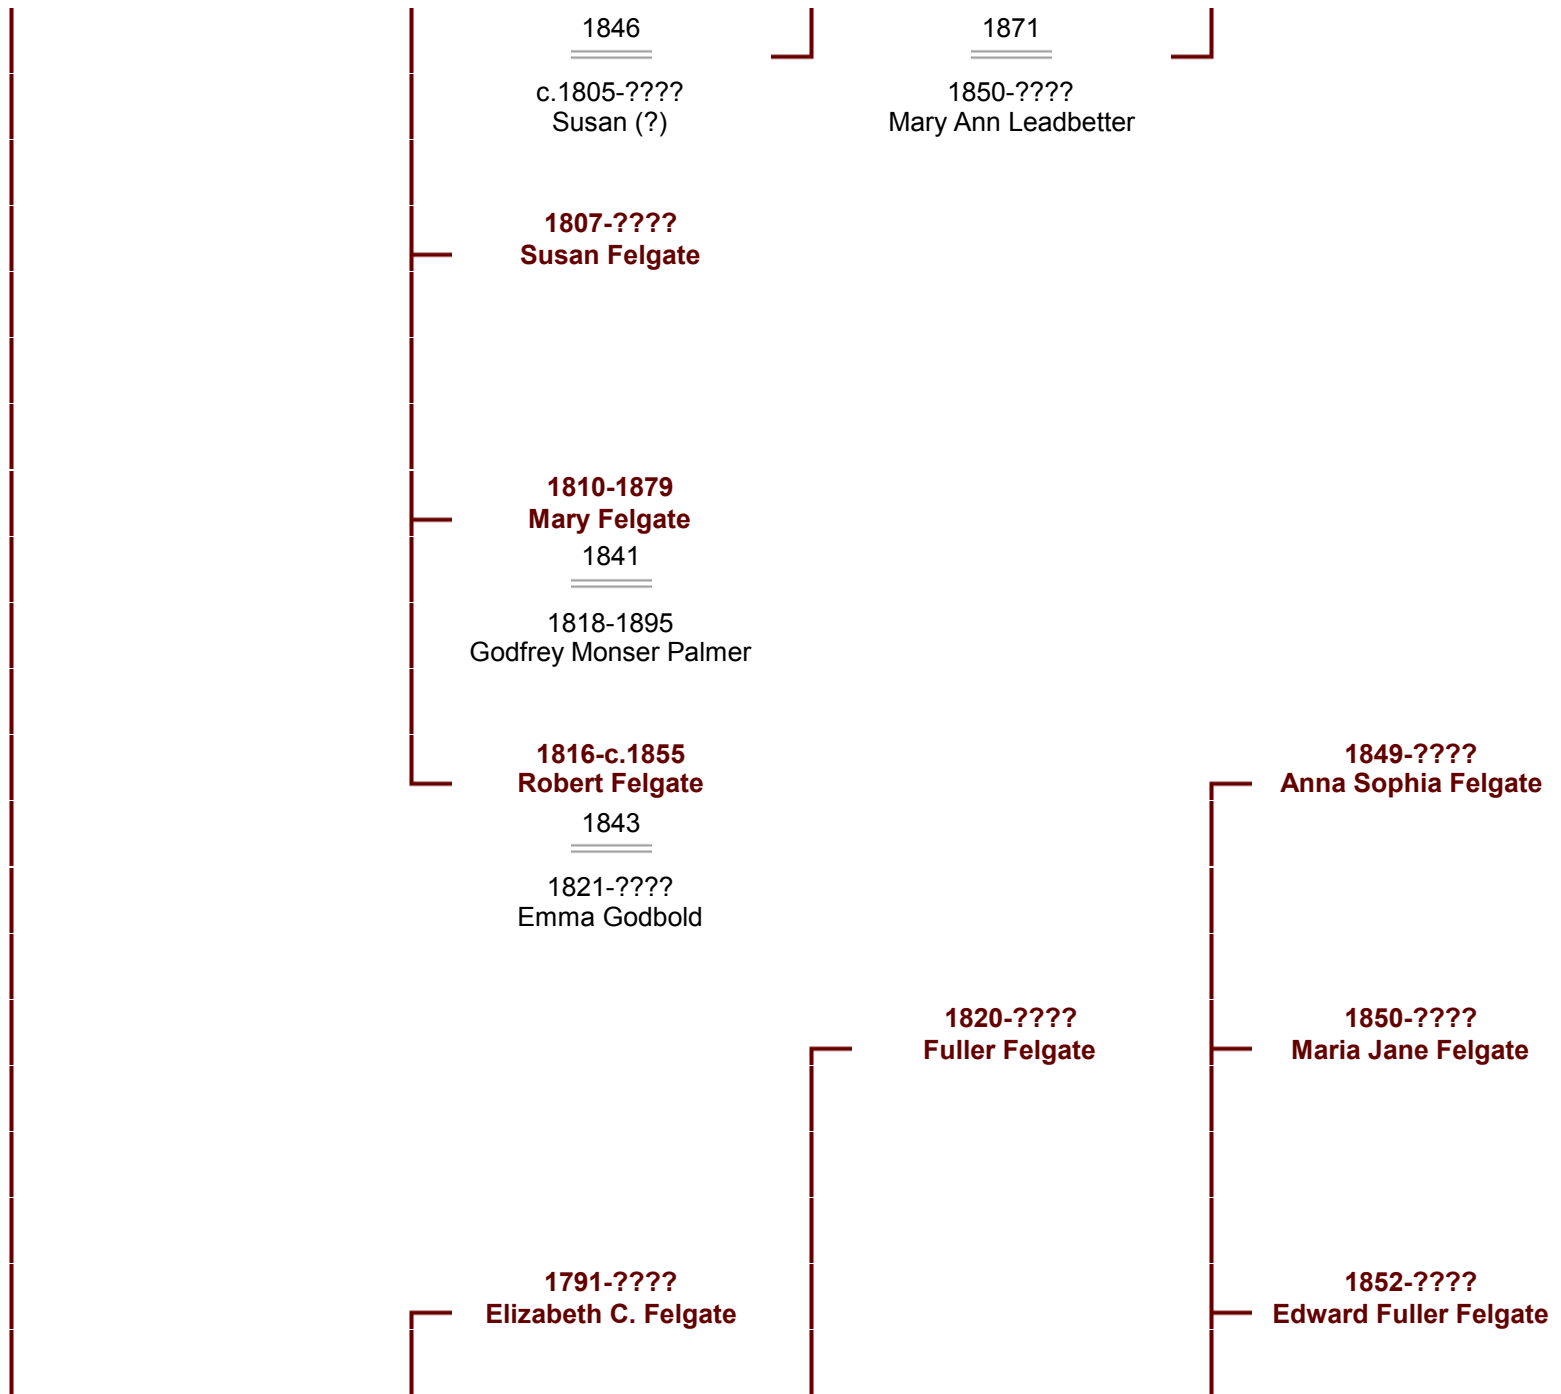 1846
1871
c.1805-????
Susan (?)
1850-????
Mary Ann Leadbetter
1807-????
Susan Felgate
1810-1879
Mary Felgate
1841
1818-1895
Godfrey Monser Palmer
1816-c.1855
Robert Felgate
1849-????
Anna Sophia Felgate
1843
1821-????
Emma Godbold
1820-????
Fuller Felgate
1850-????
Maria Jane Felgate
1791-????
Elizabeth C. Felgate
1852-????
Edward Fuller Felgate